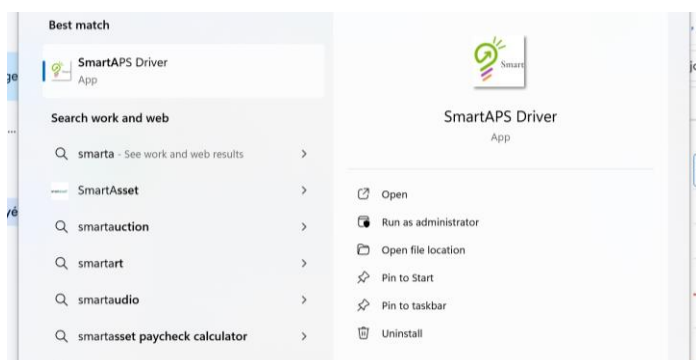 Best match
SmartAPS Driver
App
Search work and web
smarta - See work and web results
SmartAsset
smartauction
smartart
smartaudio
smartasset paycheck calculator
Smart
SmartAPS Driver
App
Open
Run as administrator
Open file location
Pin to Start
Pin to taskbar
Uninstall
ge
...
yé